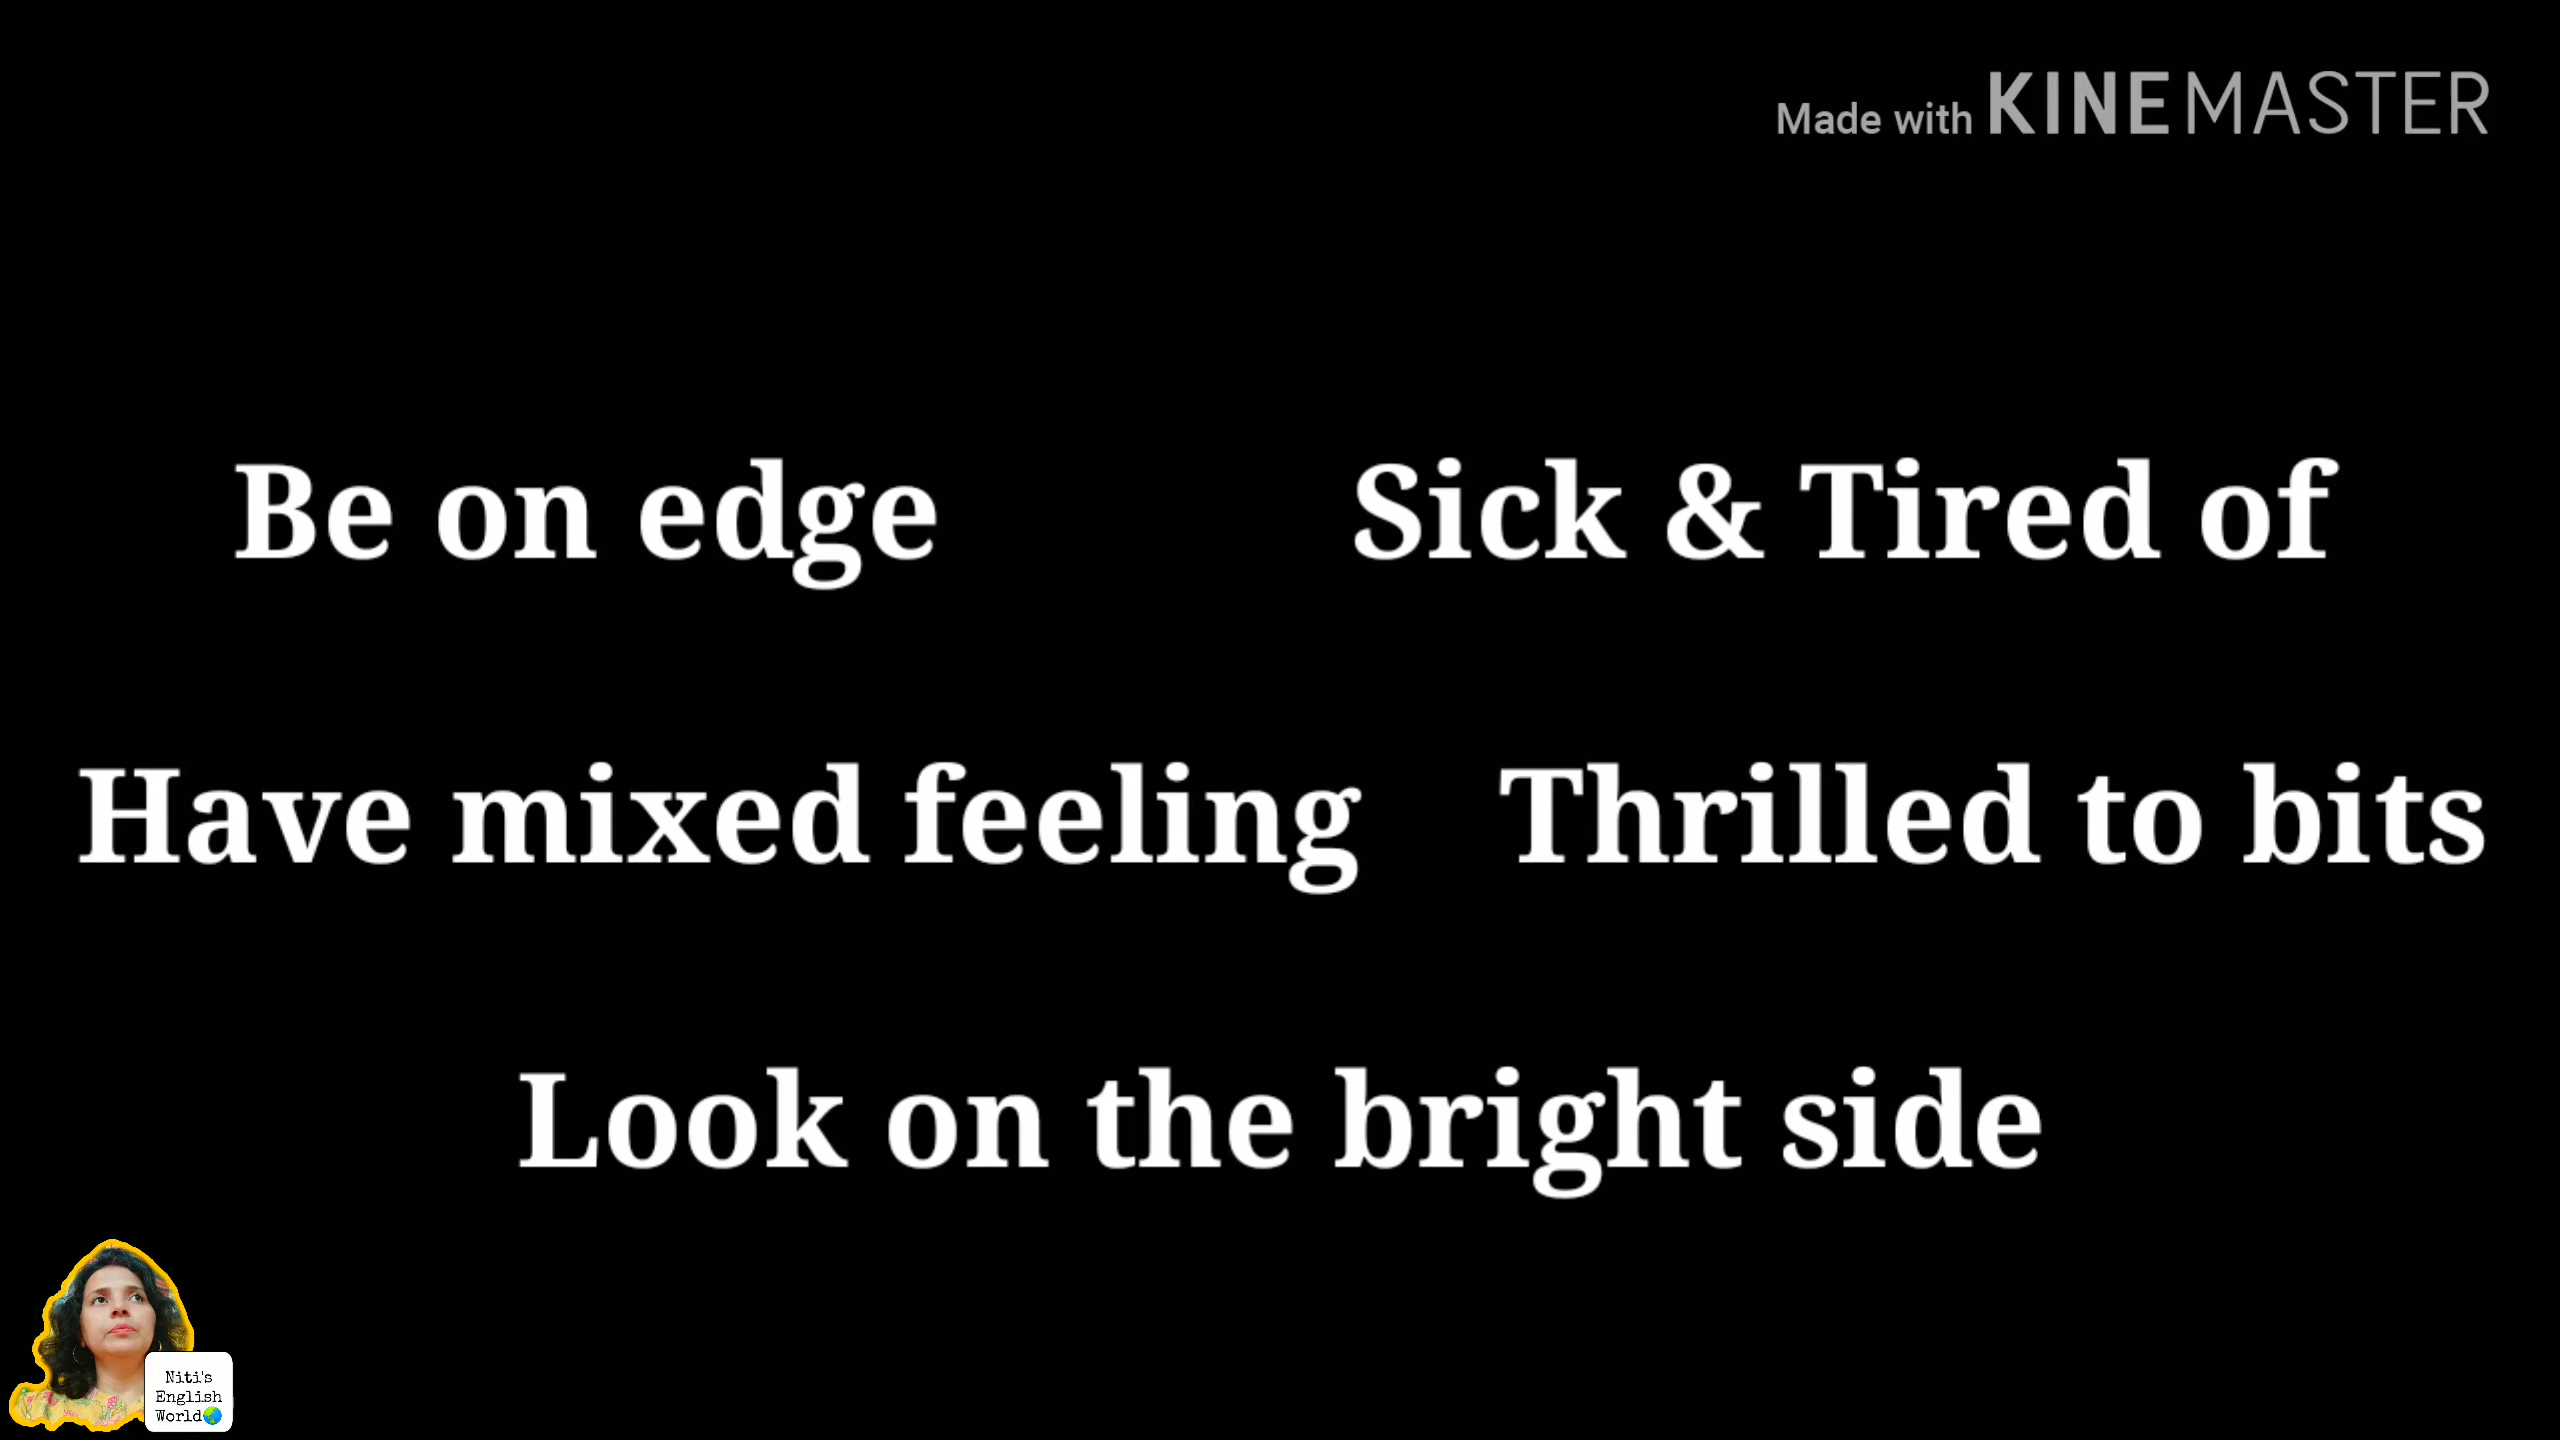 Made with KINEMASTER
Be on edge
Sick & Tired of
Have mixed feeling
Thrilled to bits
Look on the bright side
Niti's
English
World🌏